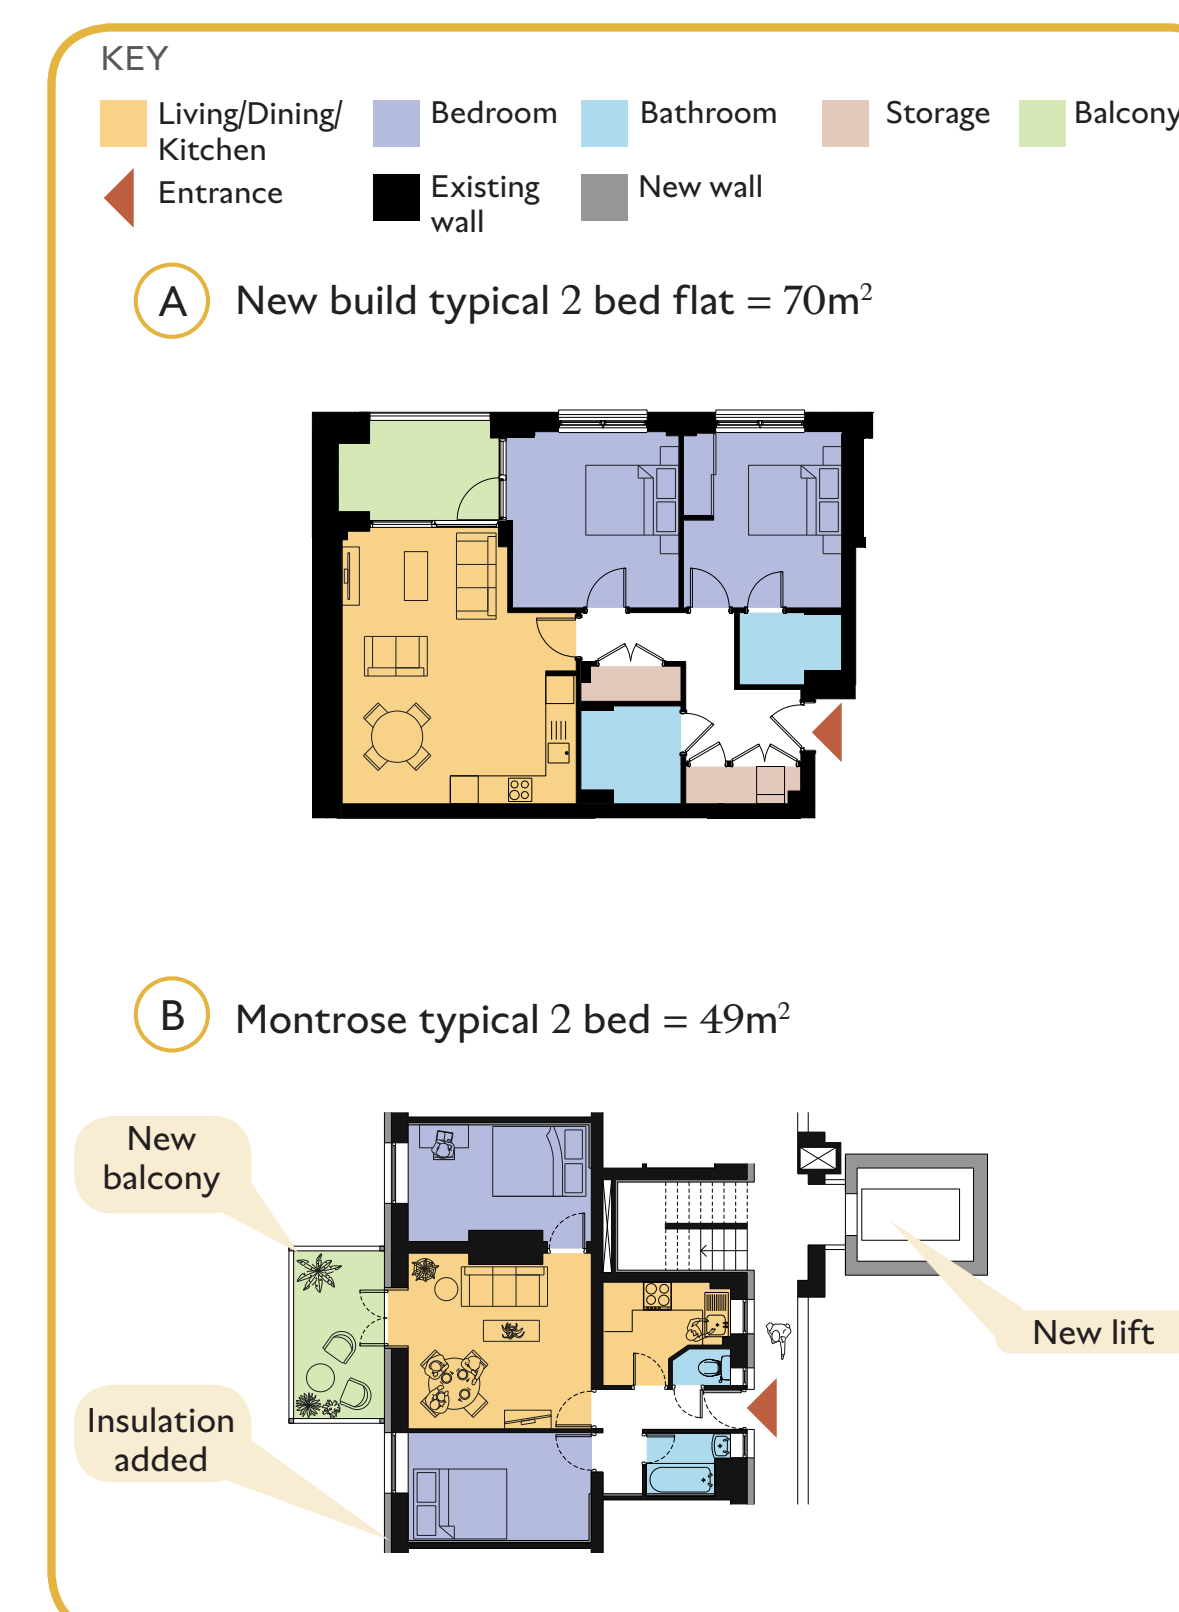 KEY
Living/Dining/
Kitchen
Bedroom
Bathroom
Storage
Balcony
Entrance
Existing
wall
New wall
A
New build typical 2 bed flat = 70m²
B
Montrose typical 2 bed = 49m²
New
balcony
New lift
Insulation
added